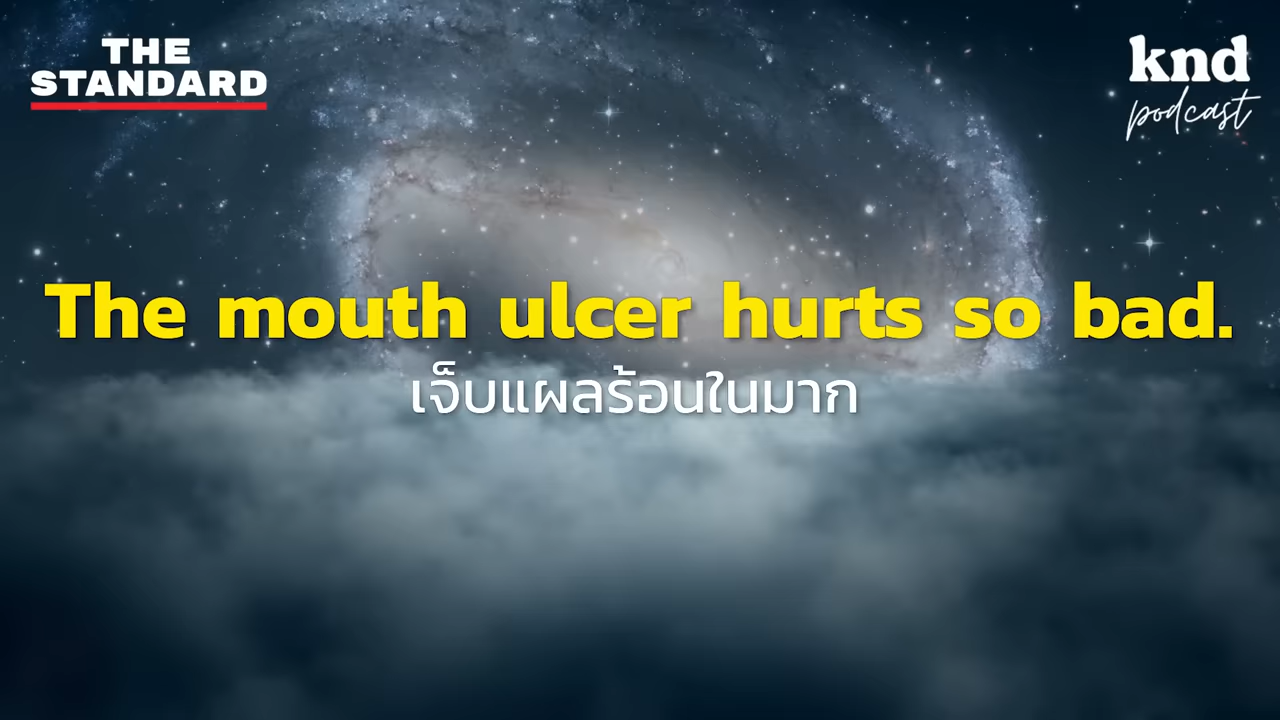 THE
STANDARD
knd
podcast
The mouth ulcer hurts so bad.
เจ็บแผลร้อนในมาก